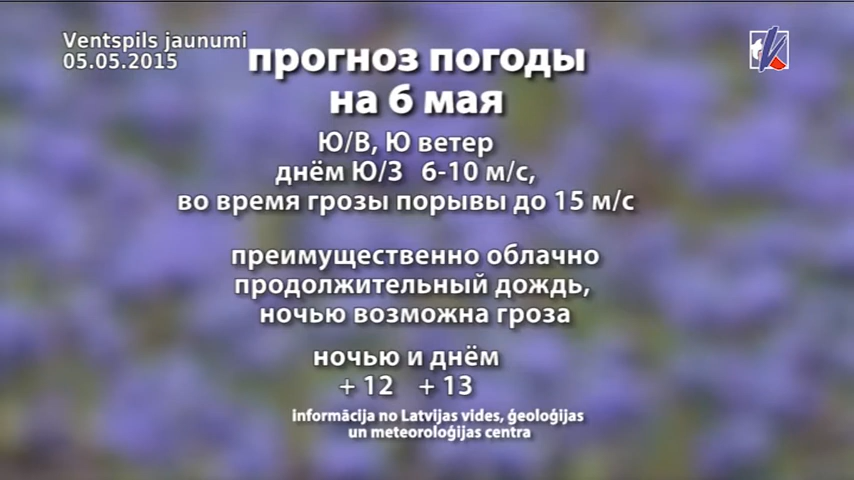 Ventspils jaunumi
05.05.2015
прогноз погоды
на 6 мая
Ю/В, Ю ветер
днём Ю/З 6-10 м/с,
во время грозы порывы до 15 м/с
преимущественно облачно
продолжительный дождь,
ночью возможна гроза
ночью и днём
+ 12 + 13
informācija no Latvijas vides, ģeoloģijas
un meteoroloģijas centra